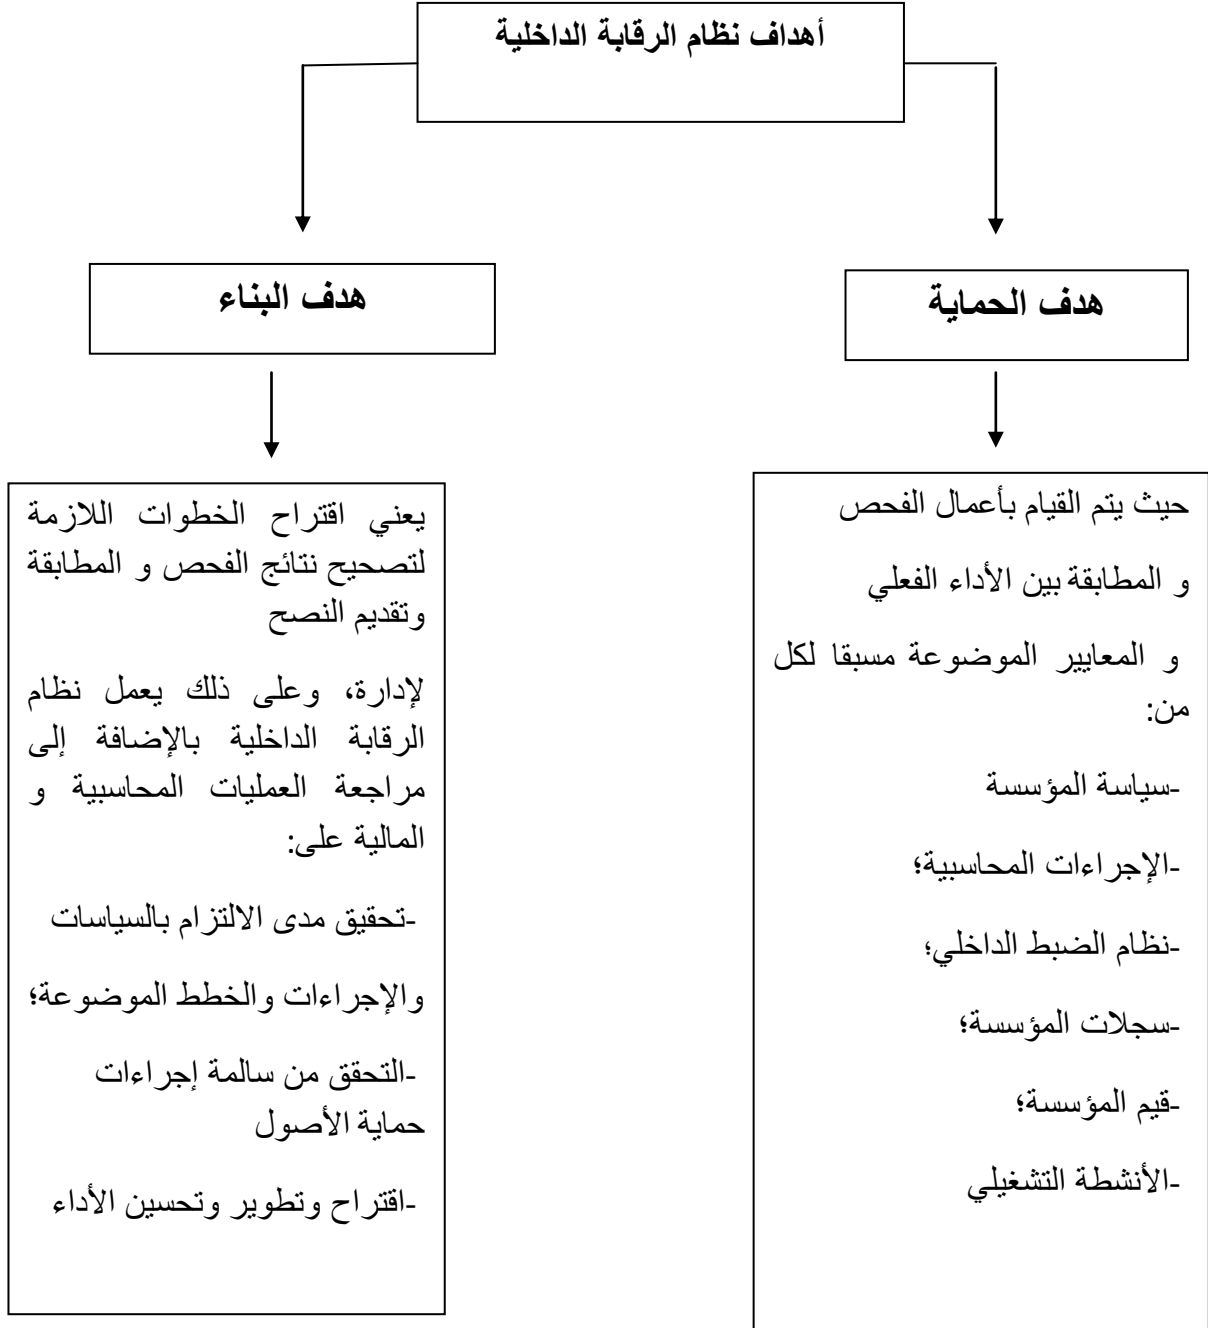 أهداف نظام الرقابة الداخلية
هدف الحماية
هدف البناء
حيث يتم القيام بأعمال الفحص
و المطابقة بين الأداء الفعلي
و المعايير الموضوعة مسبقا لكل
من:
-سياسة المؤسسة
-الإجراءات المحاسبية؛
-نظام الضبط الداخلي؛
-سجلات المؤسسة؛
-قيم المؤسسة؛
-الأنشطة التشغيلي
يعني اقتراح الخطوات اللازمة
لتصحيح نتائج الفحص و المطابقة
وتقديم النصح
لإدارة، وعلى ذلك يعمل نظام
الرقابة الداخلية بالإضافة إلى
مراجعة العمليات المحاسبية و
المالية على:
-تحقيق مدى الالتزام بالسياسات
والإجراءات والخطط الموضوعة؛
-التحقق من سالمة إجراءات
حماية الأصول
-اقتراح وتطوير وتحسين الأداء